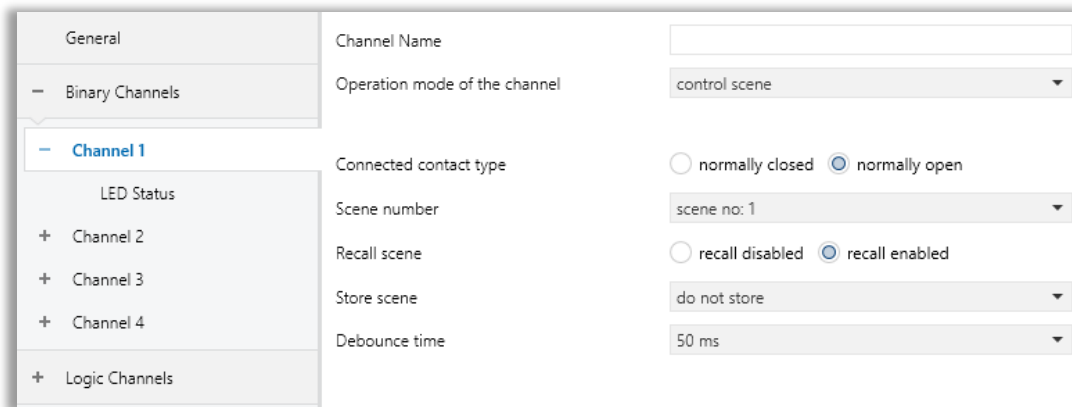 General
Binary Channels
Channel 1
LED Status
Channel 2
Channel 3
Channel 4
Logic Channels
Channel Name
Operation mode of the channel control scene
Connected contact type normally closed normally open
Scene number scene no: 1
Recall scene recall disabled recall enabled
Store scene do not store
Debounce time 50 ms